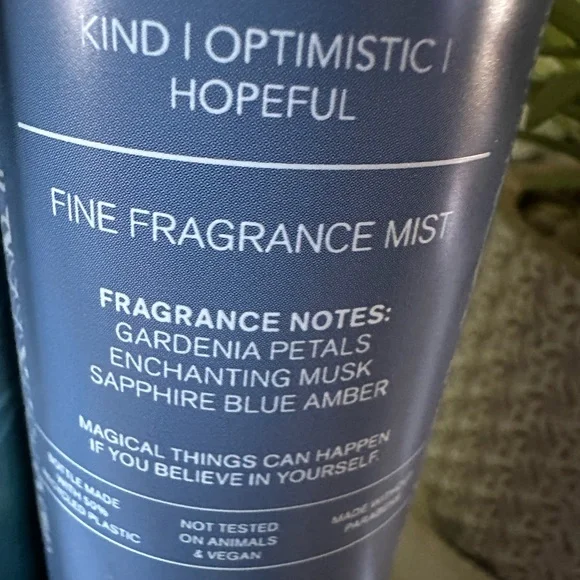 KIND | OPTIMISTIC |
HOPEFUL
FINE FRAGRANCE MIST
FRAGRANCE NOTES:
GARDENIA PETALS
ENCHANTING MUSK
SAPPHIRE BLUE AMBER
MAGICAL THINGS CAN HAPPEN
IF YOU BELIEVE IN YOURSELF.
BOTTLE MADE
WITH 50%
RECYCLED PLASTIC
NOT TESTED
ON ANIMALS
& VEGAN
MADE WITHOUT
PARABENS